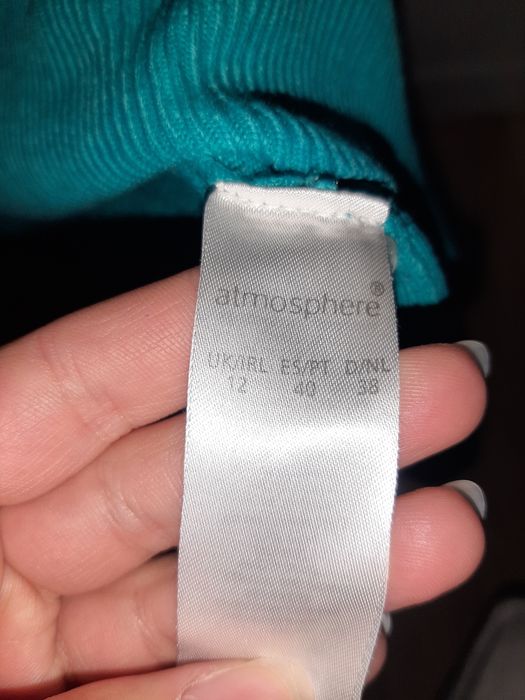 atmosphere®
UK/IRL ES/PT D/NL
12 40 38